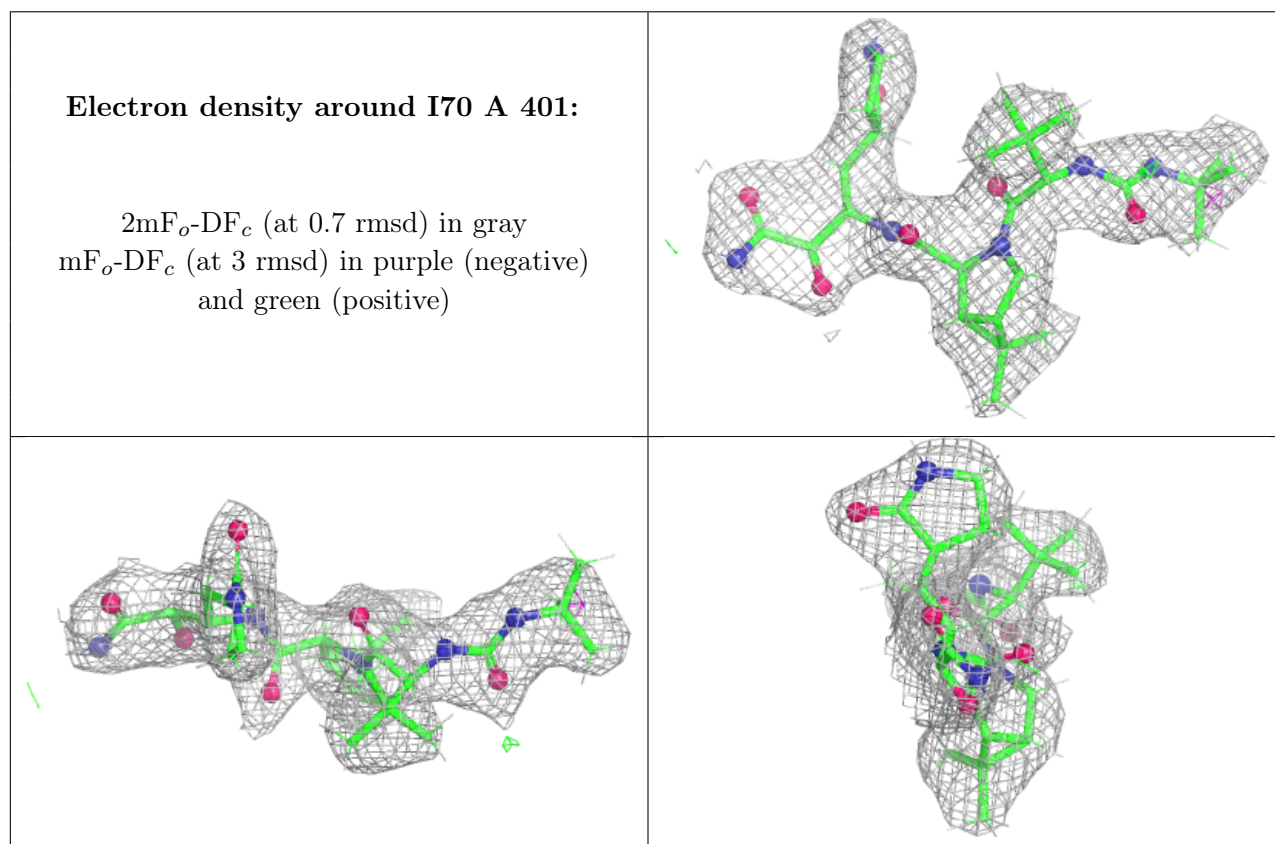 Electron density around I70 A 401:
2mFo-DFc (at 0.7 rmsd) in gray
mFo-DFc (at 3 rmsd) in purple (negative)
and green (positive)